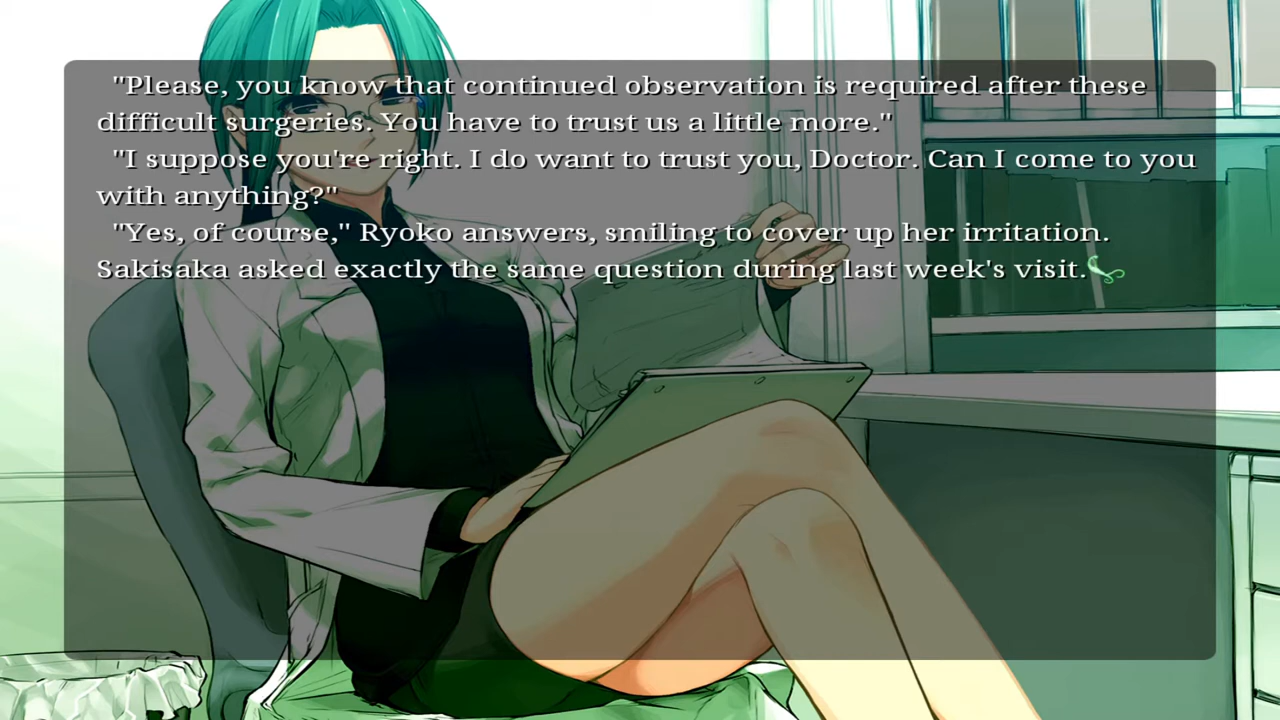 "Please, you know that continued observation is required after these
difficult surgeries. You have to trust us a little more."
"I suppose you're right. I do want to trust you, Doctor. Can I come to you
with anything?"
"Yes, of course," Ryoko answers, smiling to cover up her irritation.
Sakisaka asked exactly the same question during last week's visit.